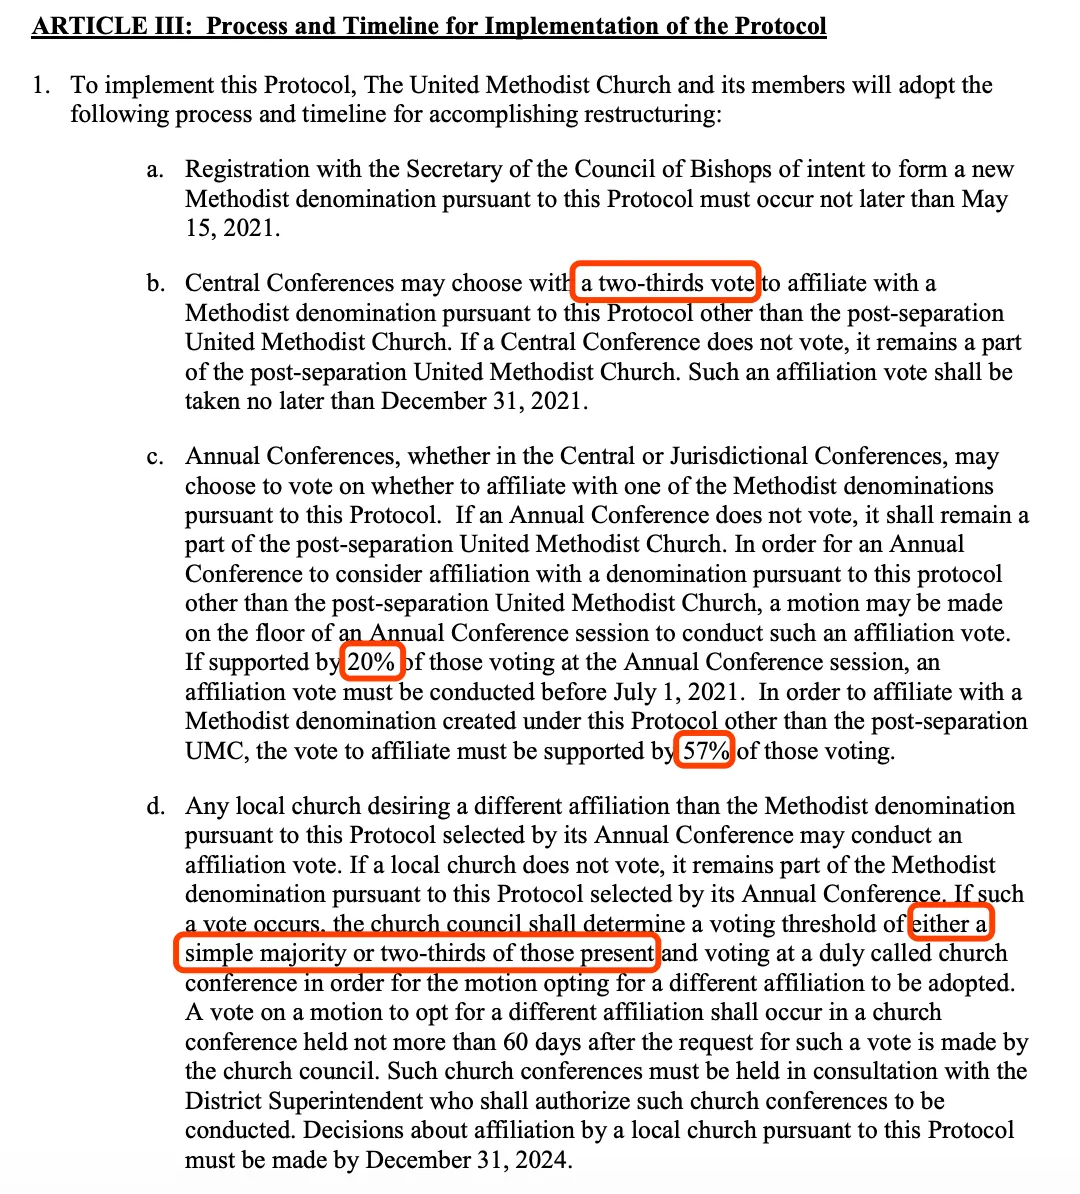 ARTICLE III: Process and Timeline for Implementation of the Protocol
1. To implement this Protocol, The United Methodist Church and its members will adopt the
following process and timeline for accomplishing restructuring:
a. Registration with the Secretary of the Council of Bishops of intent to form a new
Methodist denomination pursuant to this Protocol must occur not later than May
15, 2021.
b. Central Conferences may choose with a two-thirds vote to affiliate with a
Methodist denomination pursuant to this Protocol other than the post-separation
United Methodist Church. If a Central Conference does not vote, it remains a part
of the post-separation United Methodist Church. Such an affiliation vote shall be
taken no later than December 31, 2021.
c. Annual Conferences, whether in the Central or Jurisdictional Conferences, may
choose to vote on whether to affiliate with one of the Methodist denominations
pursuant to this Protocol. If an Annual Conference does not vote, it shall remain a
part of the post-separation United Methodist Church. In order for an Annual
Conference to consider affiliation with a denomination pursuant to this protocol
other than the post-separation United Methodist Church, a motion may be made
on the floor of an Annual Conference session to conduct such an affiliation vote.
If supported by 20% of those voting at the Annual Conference session, an
affiliation vote must be conducted before July 1, 2021. In order to affiliate with a
Methodist denomination created under this Protocol other than the post-separation
UMC, the vote to affiliate must be supported by 57% of those voting.
d. Any local church desiring a different affiliation than the Methodist denomination
pursuant to this Protocol selected by its Annual Conference may conduct an
affiliation vote. If a local church does not vote, it remains part of the Methodist
denomination pursuant to this Protocol selected by its Annual Conference. If such
a vote occurs, the church council shall determine a voting threshold of either a
simple majority or two-thirds of those present and voting at a duly called church
conference in order for the motion opting for a different affiliation to be adopted.
A vote on a motion to opt for a different affiliation shall occur in a church
conference held not more than 60 days after the request for such a vote is made by
the church council. Such church conferences must be held in consultation with the
District Superintendent who shall authorize such church conferences to be
conducted. Decisions about affiliation by a local church pursuant to this Protocol
must be made by December 31, 2024.